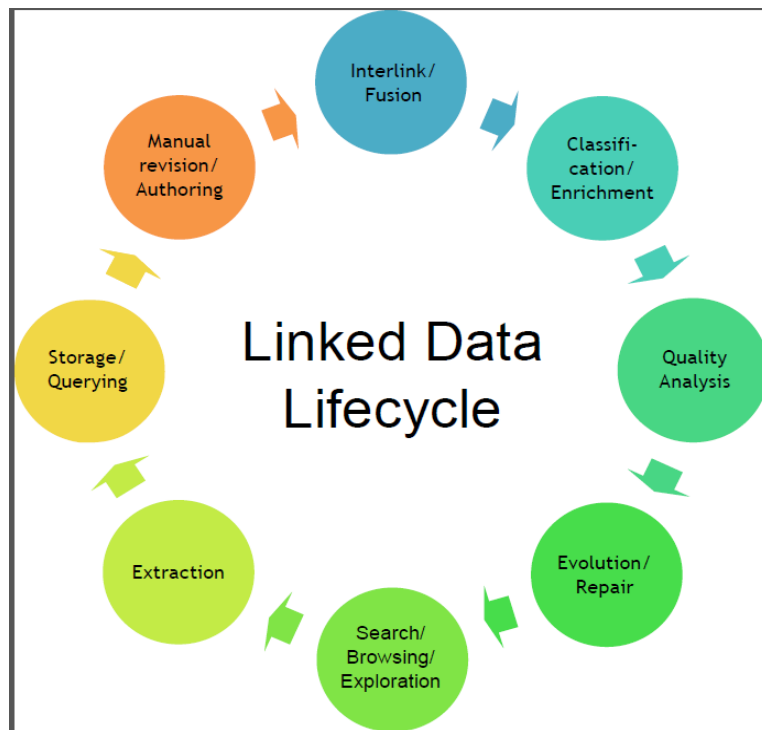 Interlink/
Fusion
Classifi-
cation/
Enrichment
Quality
Analysis
Evolution/
Repair
Search/
Browsing/
Exploration
Extraction
Storage/
Querying
Manual
revision/
Authoring
Linked Data
Lifecycle